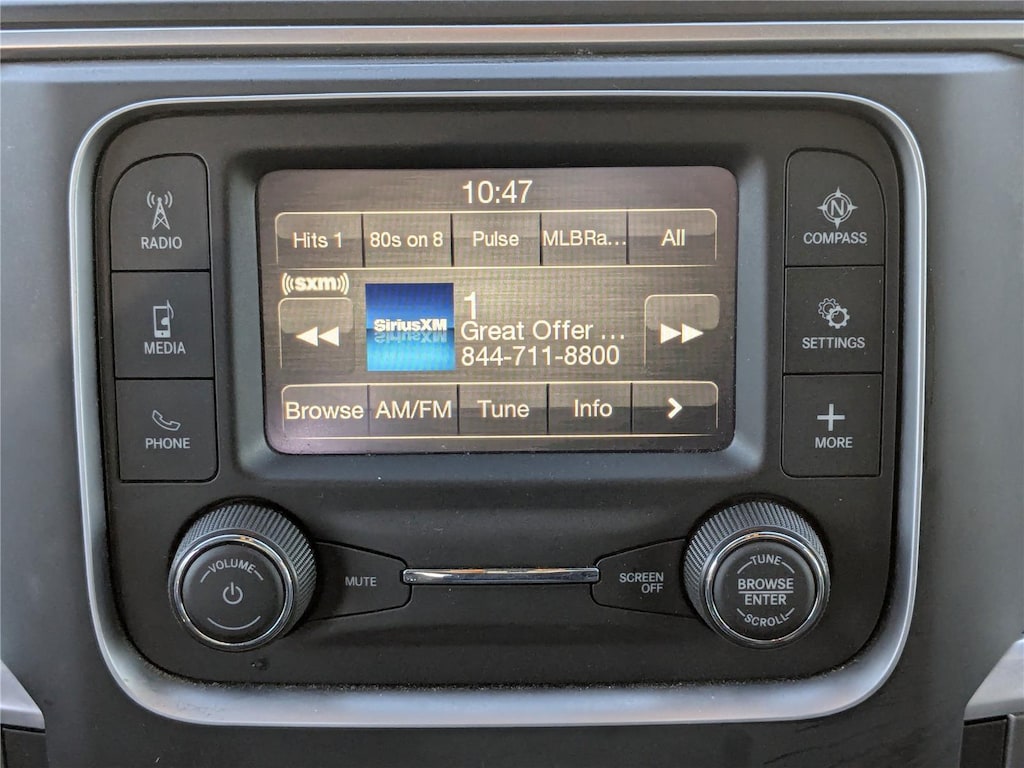 10:47
Hits 1 80s on 8 Pulse MLBRa... All
((sxm))
SiriusXM
1
Great Offer ...
844-711-8800
Browse AM/FM Tune Info >
RADIO
MEDIA
PHONE
N
COMPASS
SETTINGS
MORE
VOLUME
MUTE
SCREEN
OFF
TUNE
BROWSE
ENTER
SCROLL